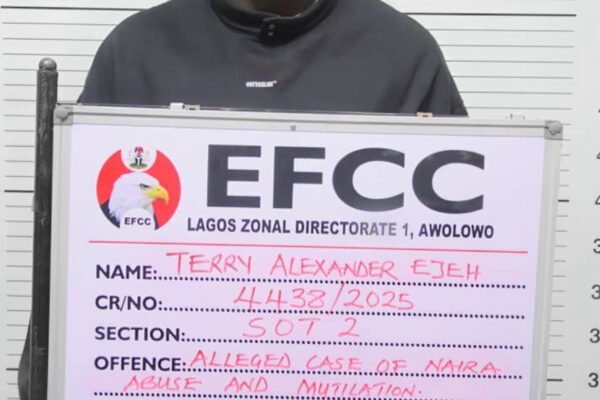 EFCC
EFCC
LAGOS ZONAL DIRECTORATE 1, AWOLOWO
NAME: TERRY ALEXANDER EJEH
CR/NO: 4438/2025
SECTION: SOT 2
OFFENCE: ALLEGED CASE OF NAIRA
ABUSE AND MUTILATION.